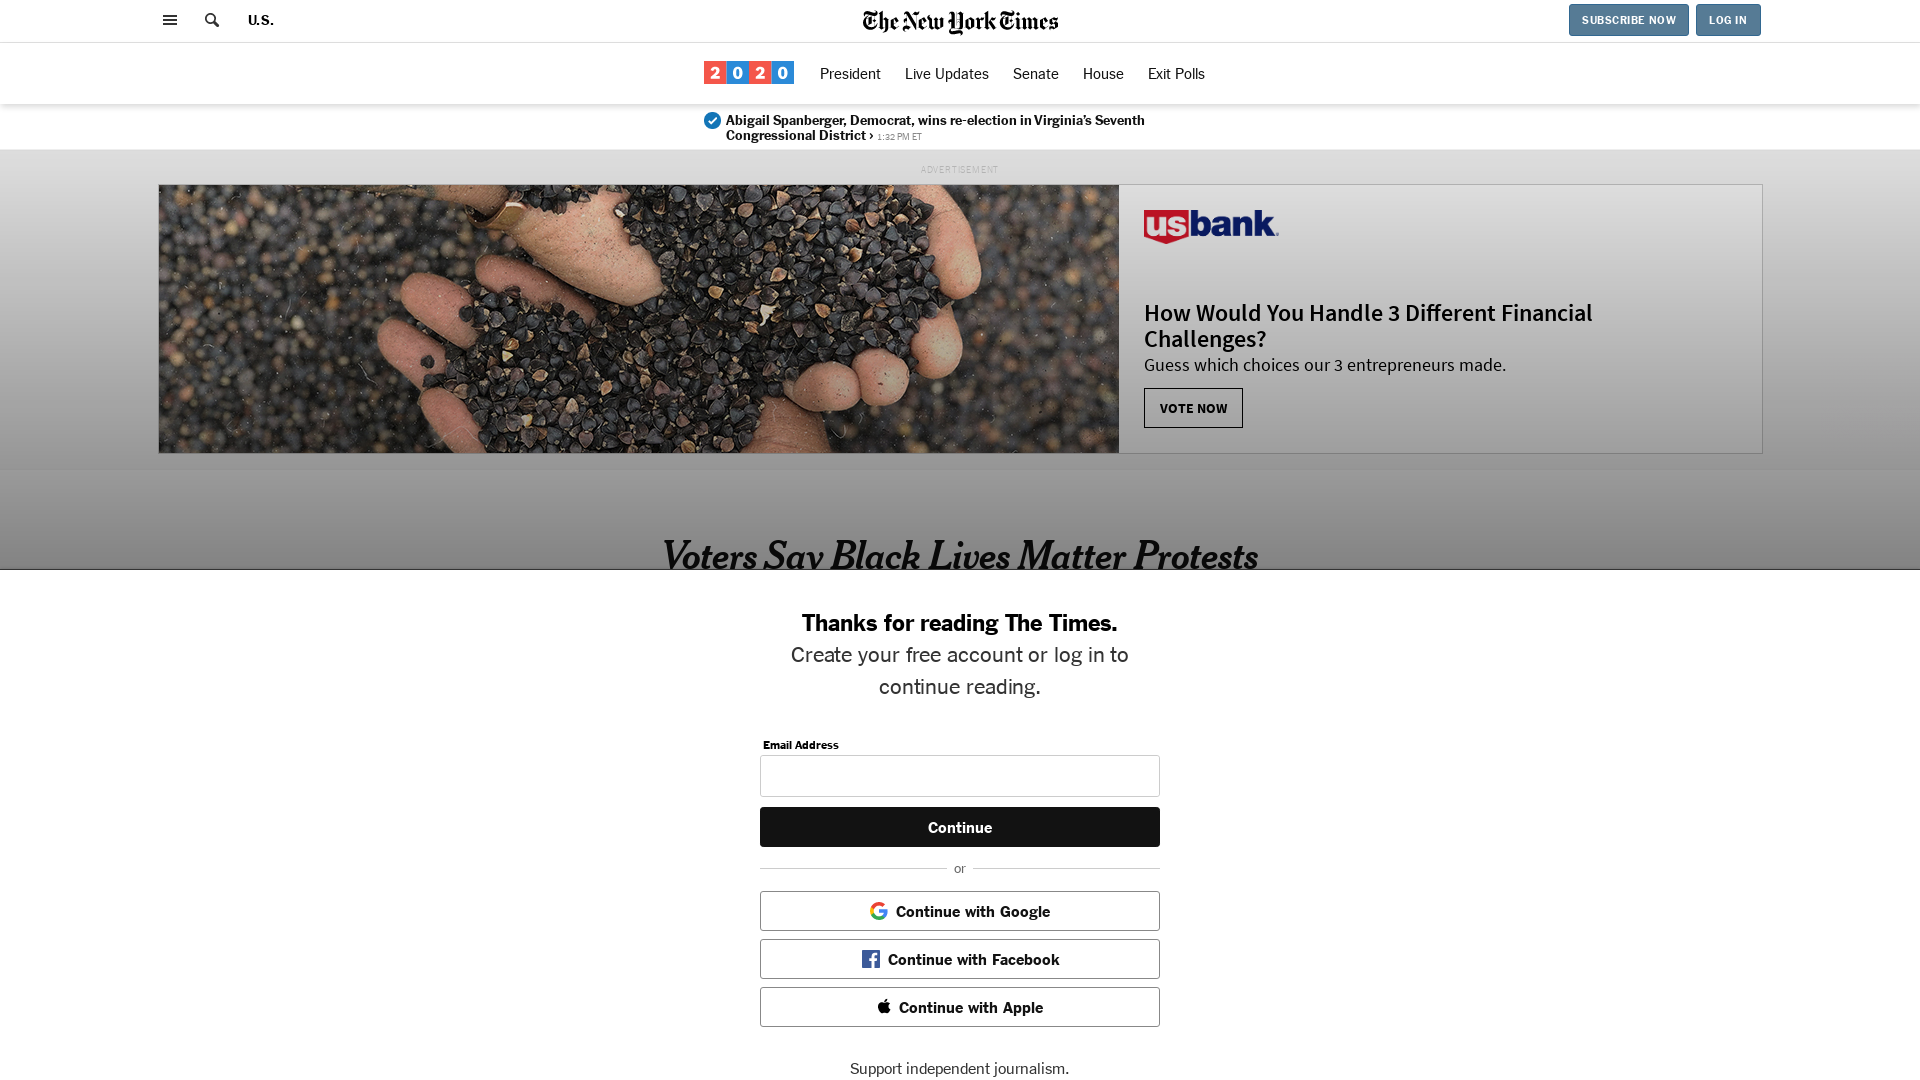 U.S.
The New York Times
SUBSCRIBE NOW
LOG IN
2020
President
Live Updates
Senate
House
Exit Polls
Abigail Spanberger, Democrat, wins re-election in Virginia's Seventh
Congressional District › 1:32 PM ET
ADVERTISEMENT
usbank
How Would You Handle 3 Different Financial
Challenges?
Guess which choices our 3 entrepreneurs made.
VOTE NOW
Voters Say Black Lives Matter Protests
Thanks for reading The Times.
Create your free account or log in to
continue reading.
Email Address
Continue
or
Continue with Google
Continue with Facebook
Continue with Apple
Support independent journalism.